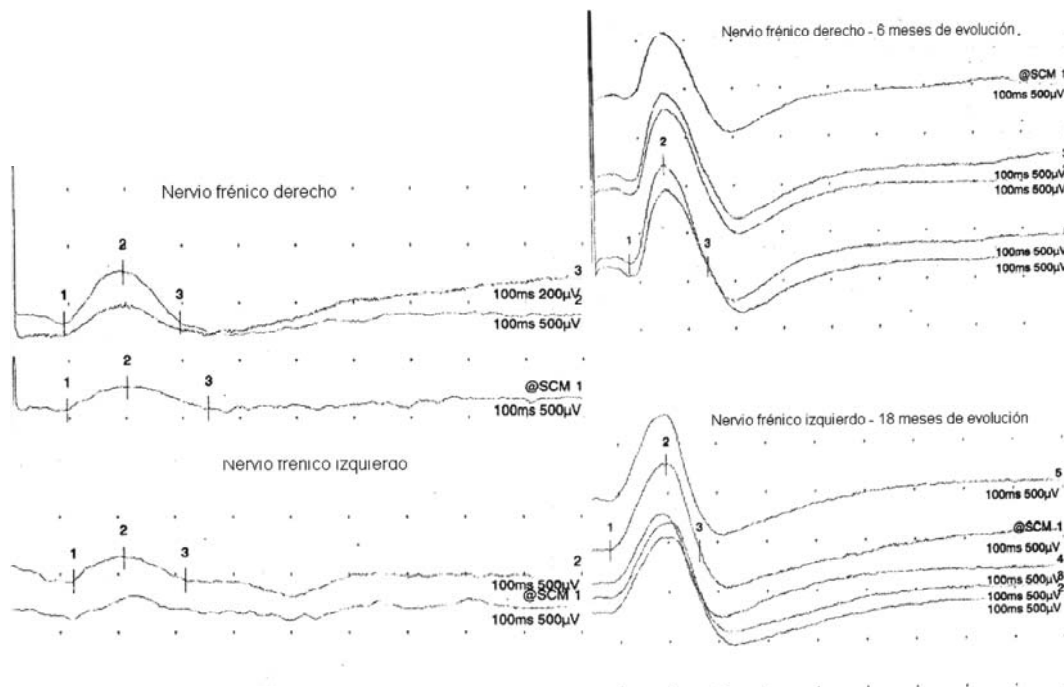 Nervio frénico derecho
2
1
3
3
100ms 200µV
2
100ms 500µV
2
1
3
@SCM 1
100ms 500µV
Nervio frénico izquierdo
2
1
3
2
100ms 500µV
@SCM 1
100ms 500µV
Nervio frénico derecho - 6 meses de evolución.
@SCM 1
100ms 500µV
100ms 500µV
100ms 500µV
2
1
3
100ms 500µV
100ms 500µV
Nervio frénico izquierdo - 18 meses de evolución
2
5
100ms 500µV
1
3
@SCM 1
100ms 500µV
4
100ms 500µV
100ms 500µV
2
100ms 500µV